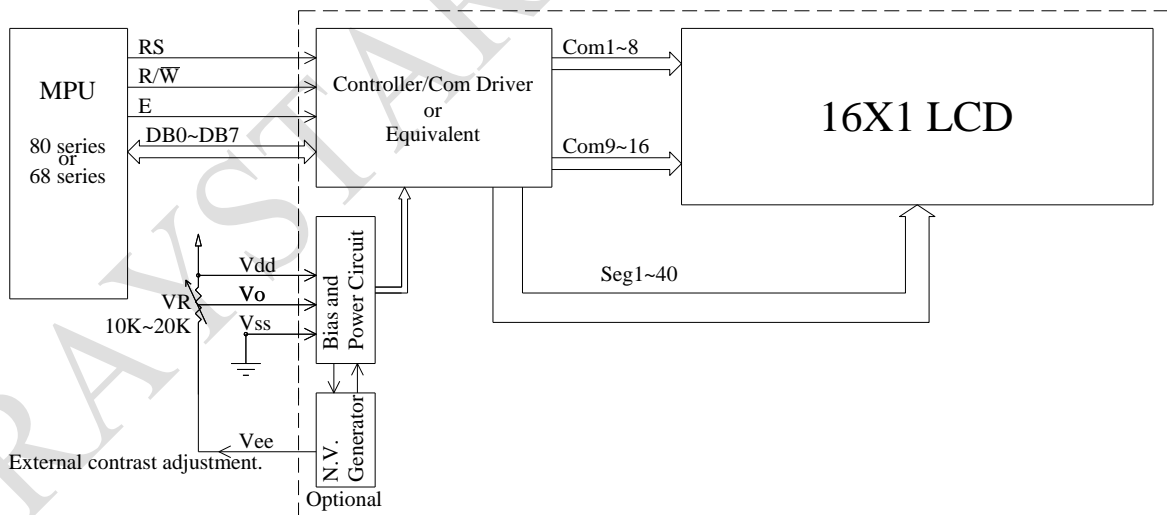 RS
R/W̅
E
DB0~DB7
MPU
80 series
or
68 series
Controller/Com Driver
or
Equivalent
Com1~8
Com9~16
16X1 LCD
Seg1~40
Vdd
Vo
Vss
VR
10K~20K
Bias and
Power Circuit
N.V.
Generator
Vee
External contrast adjustment.
Optional
RAYSTAR